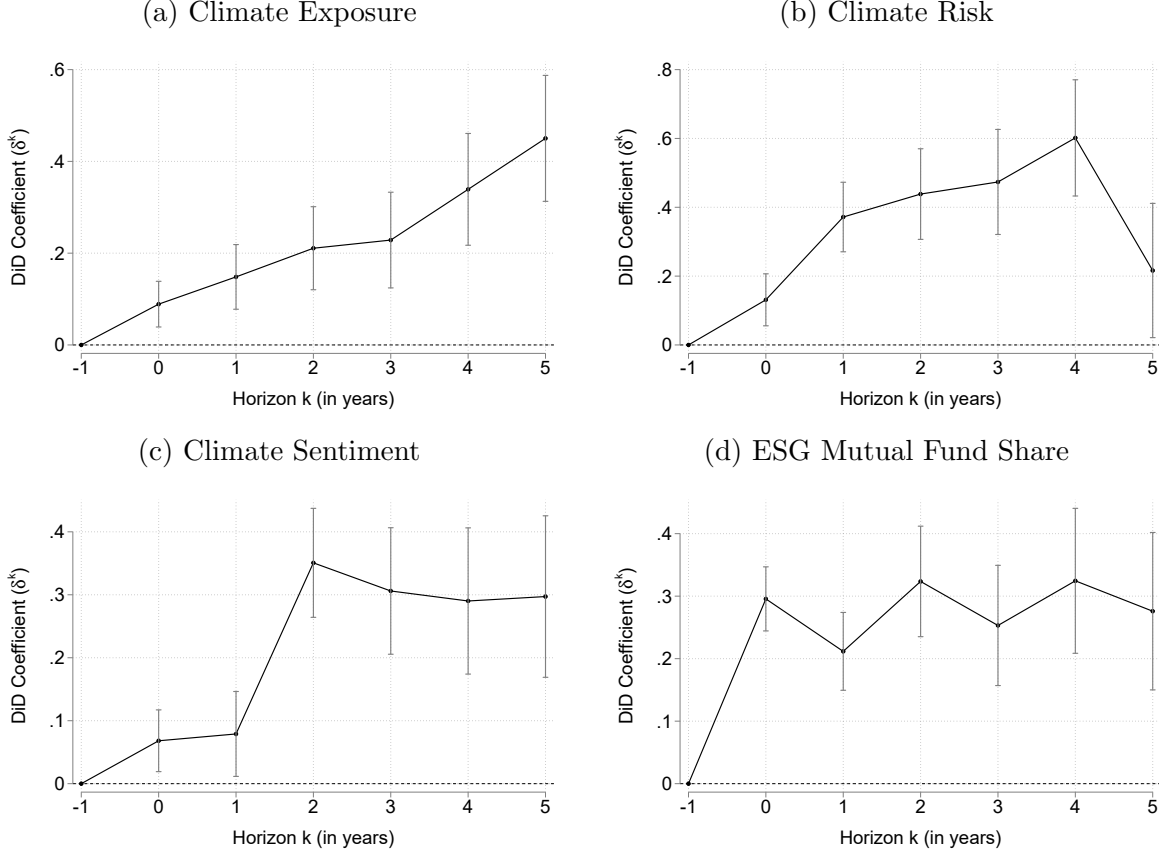 (a) Climate Exposure
.6
.4
.2
0
DiD Coefficient (δᵏ)
-1 0 1 2 3 4 5
Horizon k (in years)
(b) Climate Risk
.8
.6
.4
.2
0
DiD Coefficient (δᵏ)
-1 0 1 2 3 4 5
Horizon k (in years)
(c) Climate Sentiment
.4
.3
.2
.1
0
DiD Coefficient (δᵏ)
-1 0 1 2 3 4 5
Horizon k (in years)
(d) ESG Mutual Fund Share
.4
.3
.2
.1
0
DiD Coefficient (δᵏ)
-1 0 1 2 3 4 5
Horizon k (in years)